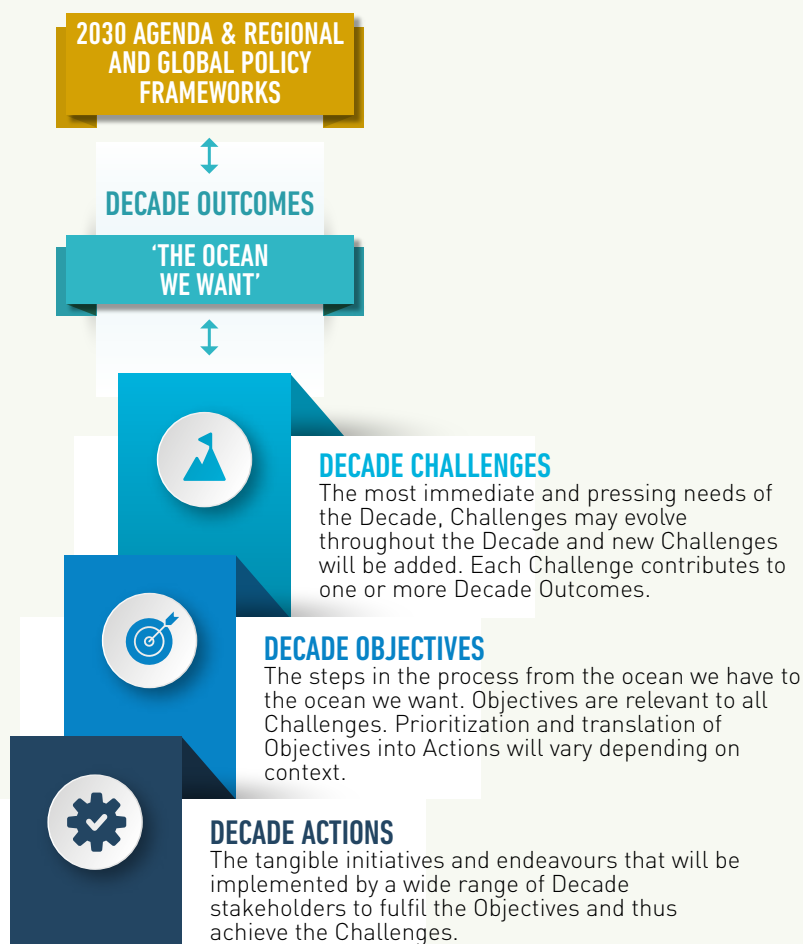 2030 AGENDA & REGIONAL
AND GLOBAL POLICY
FRAMEWORKS
DECADE OUTCOMES
‘THE OCEAN
WE WANT’
DECADE CHALLENGES
The most immediate and pressing needs of
the Decade, Challenges may evolve
throughout the Decade and new Challenges
will be added. Each Challenge contributes to
one or more Decade Outcomes.
DECADE OBJECTIVES
The steps in the process from the ocean we have to
the ocean we want. Objectives are relevant to all
Challenges. Prioritization and translation of
Objectives into Actions will vary depending on
context.
DECADE ACTIONS
The tangible initiatives and endeavours that will be
implemented by a wide range of Decade
stakeholders to fulfil the Objectives and thus
achieve the Challenges.